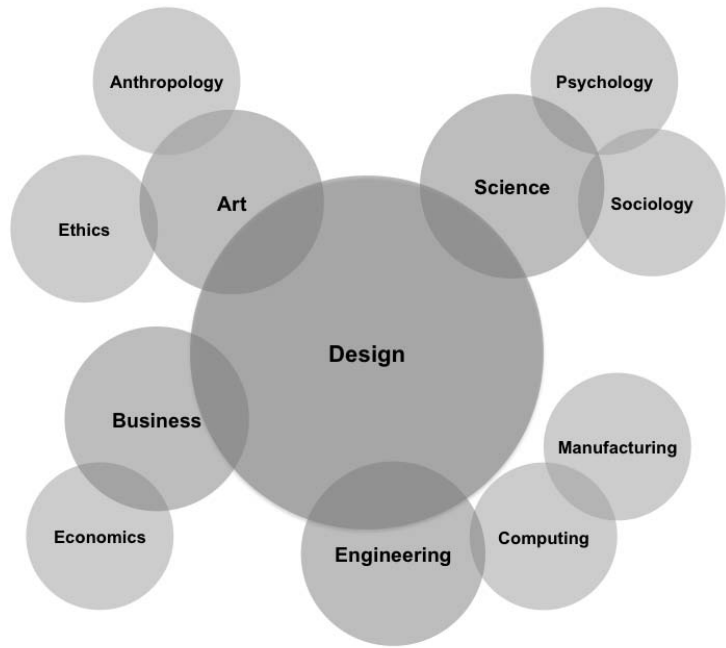 Anthropology
Psychology
Science
Art
Sociology
Ethics
Design
Business
Manufacturing
Economics
Computing
Engineering